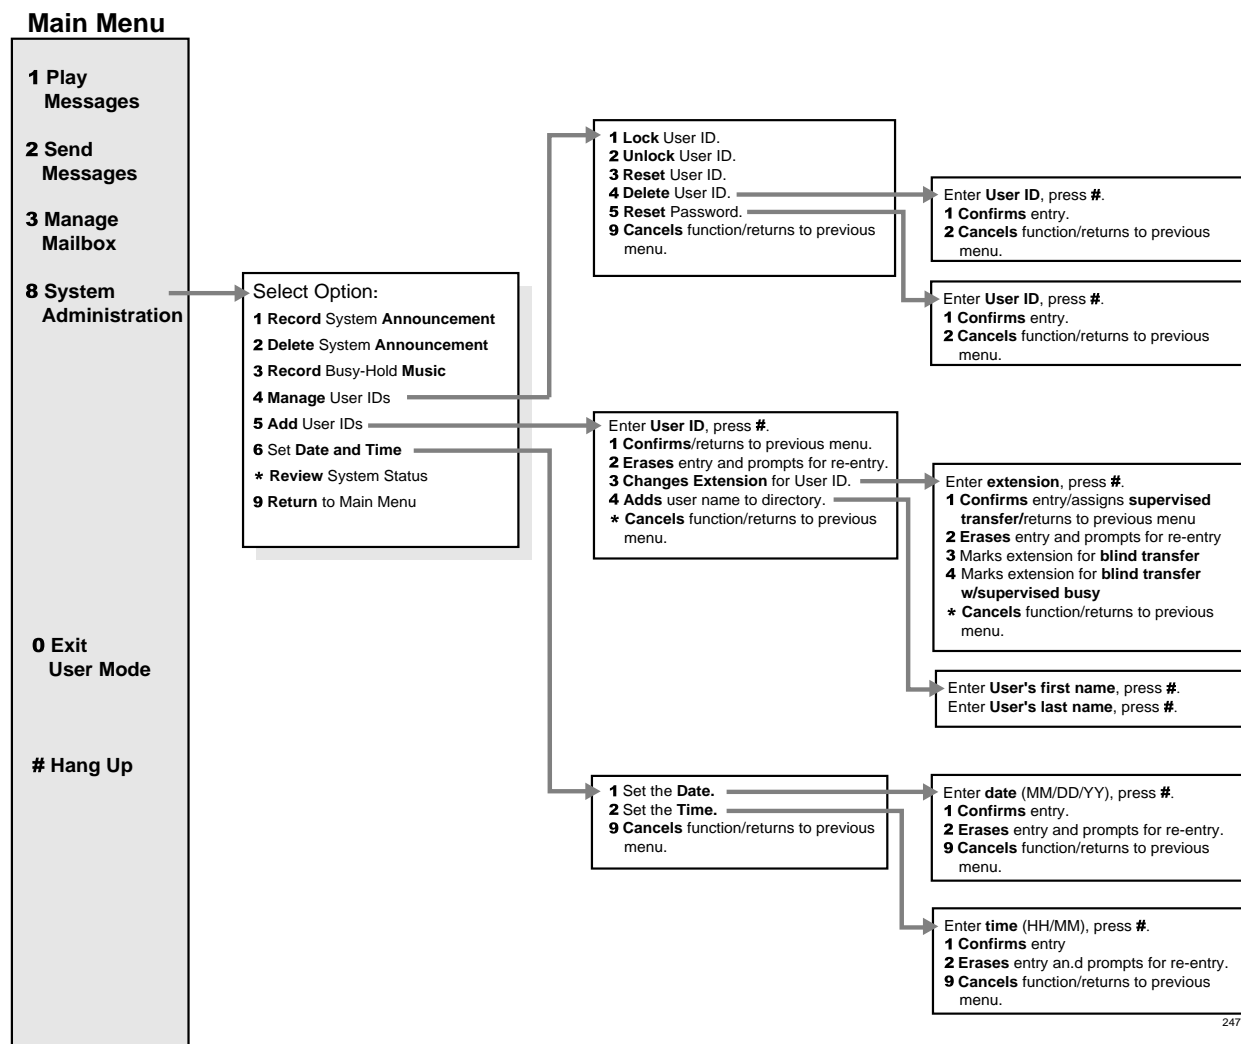 Main Menu
1 Play
Messages
2 Send
Messages
3 Manage
Mailbox
8 System
Administration
0 Exit
User Mode
# Hang Up
Select Option:
1 Record System Announcement
2 Delete System Announcement
3 Record Busy-Hold Music
4 Manage User IDs
5 Add User IDs
6 Set Date and Time
* Review System Status
9 Return to Main Menu
1 Lock User ID.
2 Unlock User ID.
3 Reset User ID.
4 Delete User ID.
5 Reset Password.
9 Cancels function/returns to previous
menu.
Enter User ID, press #.
1 Confirms entry.
2 Cancels function/returns to previous
menu.
Enter User ID, press #.
1 Confirms entry.
2 Cancels function/returns to previous
menu.
Enter User ID, press #.
1 Confirms/returns to previous menu.
2 Erases entry and prompts for re-entry.
3 Changes Extension for User ID.
4 Adds user name to directory.
* Cancels function/returns to previous
menu.
Enter extension, press #.
1 Confirms entry/assigns supervised
transfer/returns to previous menu
2 Erases entry and prompts for re-entry
3 Marks extension for blind transfer
4 Marks extension for blind transfer
w/supervised busy
* Cancels function/returns to previous
menu.
Enter User's first name, press #.
Enter User's last name, press #.
1 Set the Date.
2 Set the Time.
9 Cancels function/returns to previous
menu.
Enter date (MM/DD/YY), press #.
1 Confirms entry.
2 Erases entry and prompts for re-entry.
9 Cancels function/returns to previous
menu.
Enter time (HH/MM), press #.
1 Confirms entry
2 Erases entry an.d prompts for re-entry.
9 Cancels function/returns to previous
menu.
247